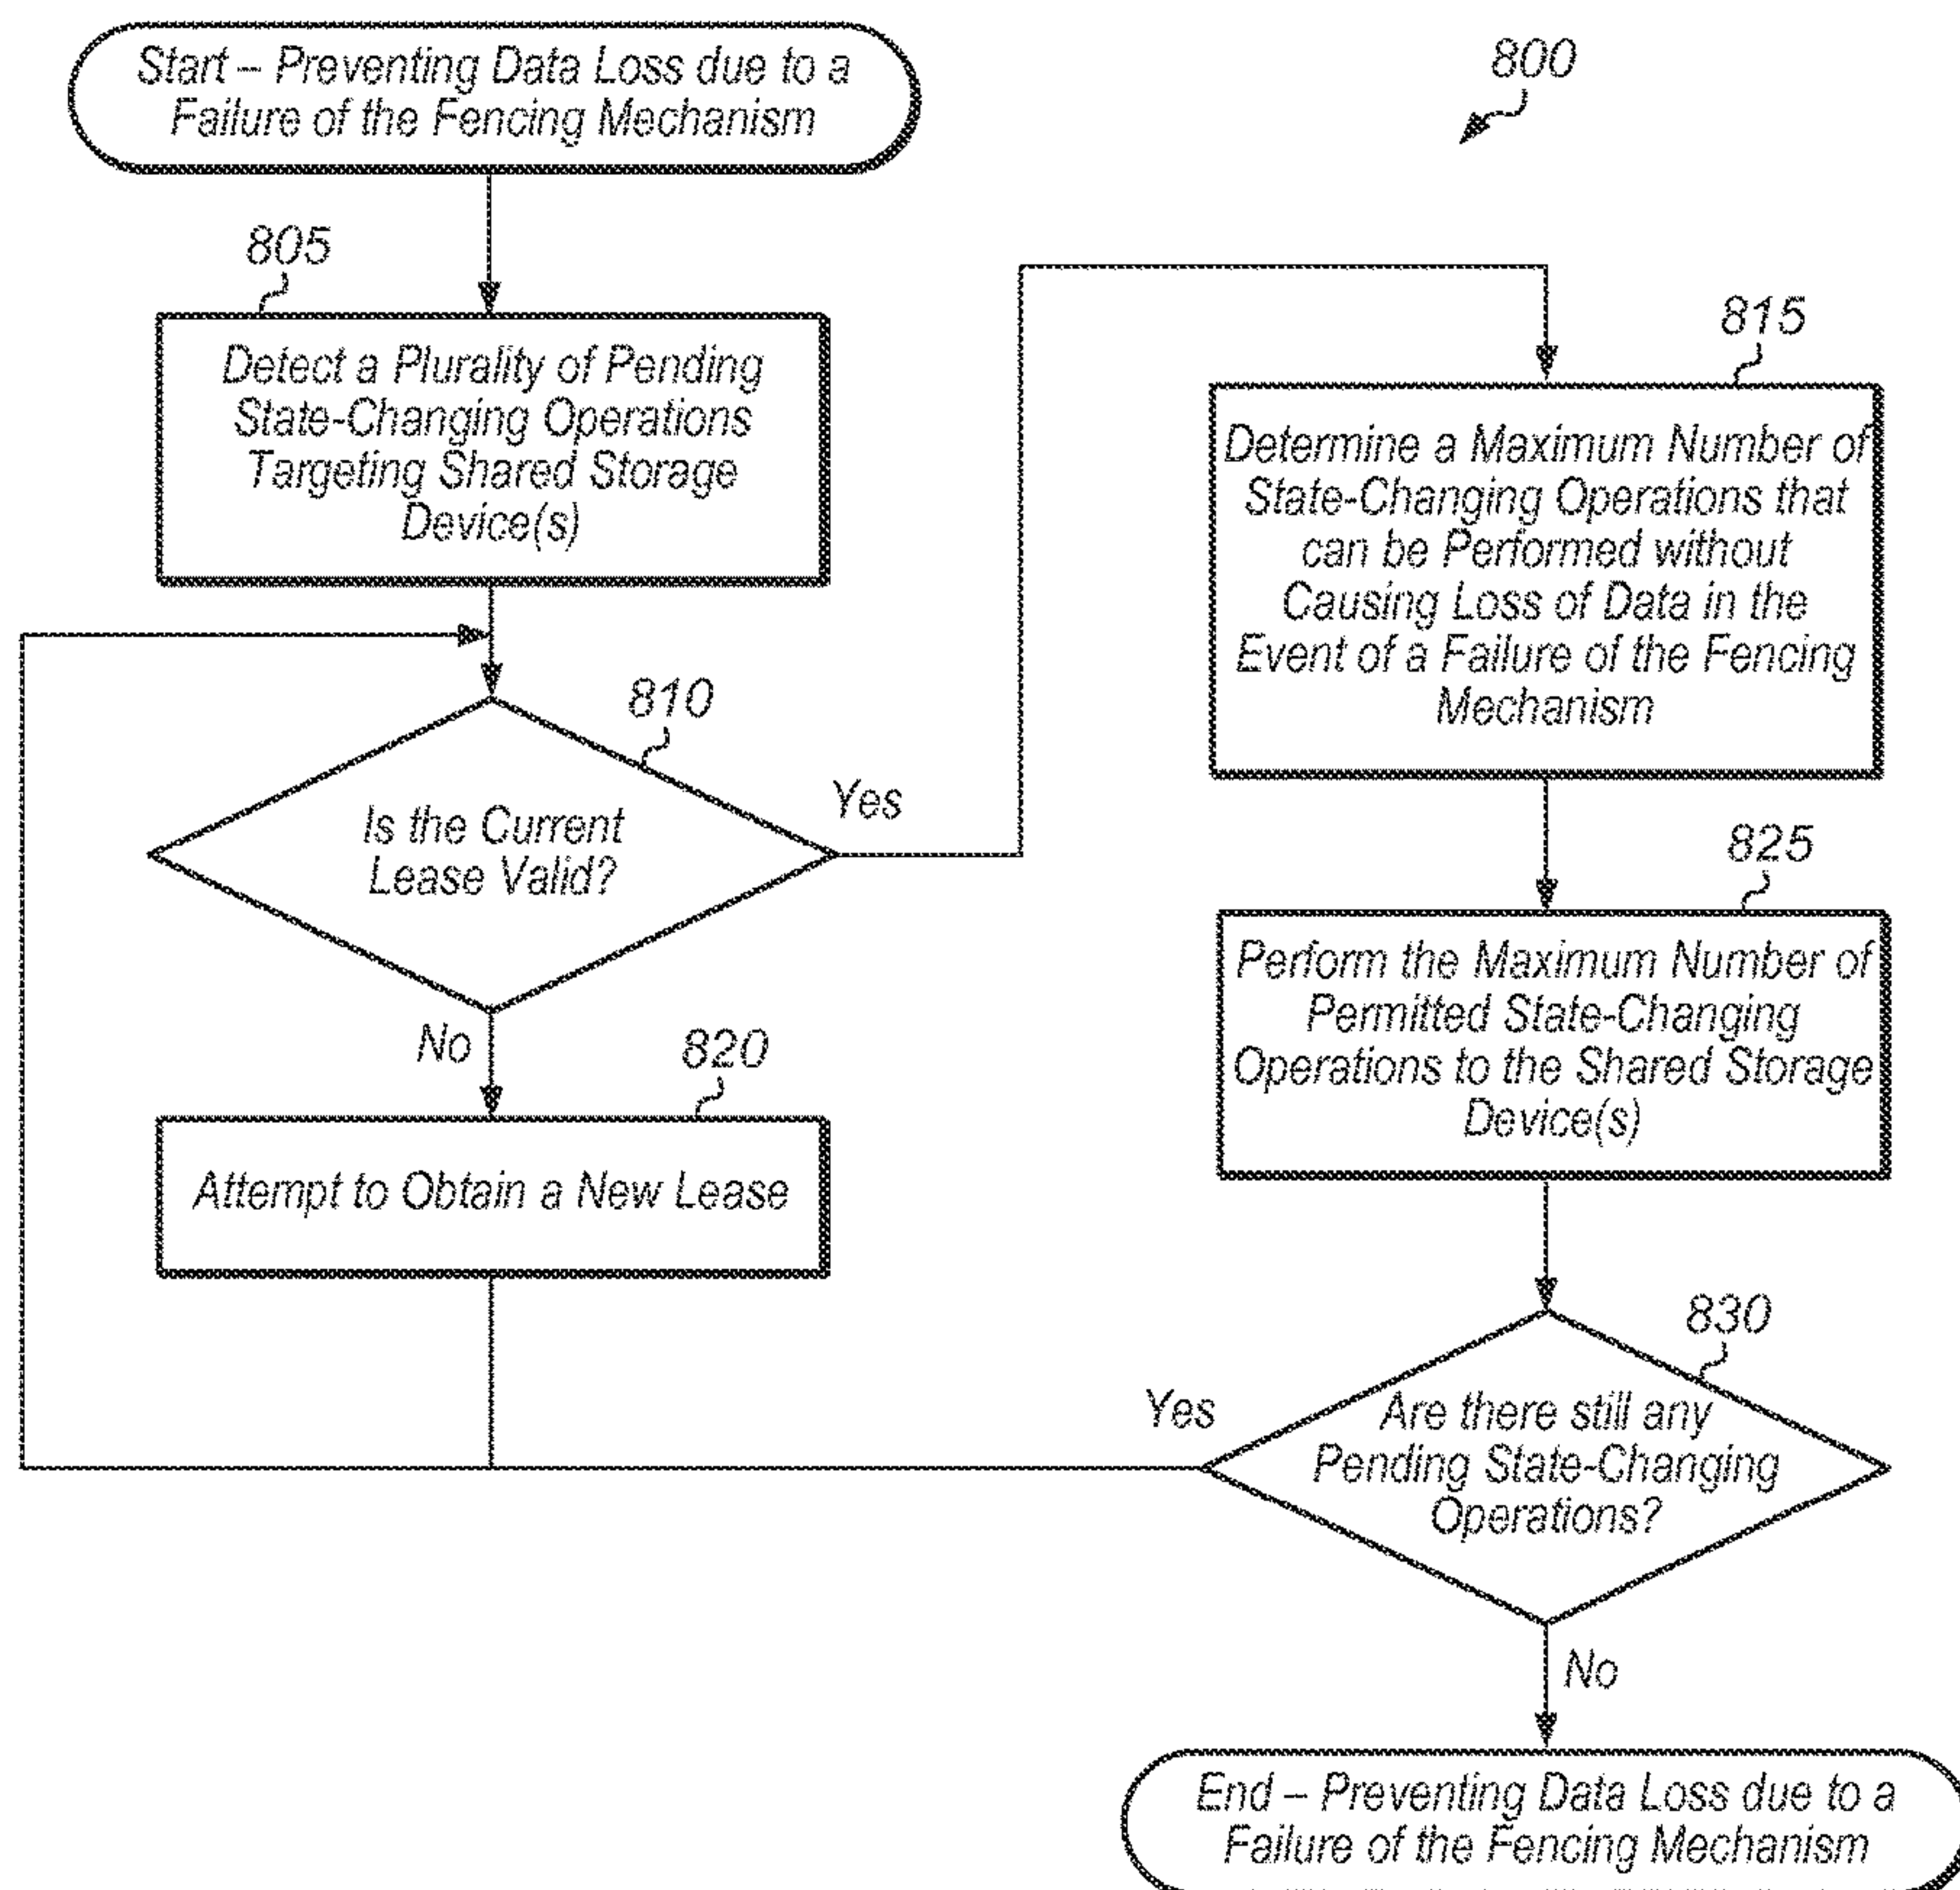 Start – Preventing Data Loss due to a
Failure of the Fencing Mechanism
800
805
Detect a Plurality of Pending
State-Changing Operations
Targeting Shared Storage
Device(s)
810
Is the Current
Lease Valid?
Yes
No
820
Attempt to Obtain a New Lease
815
Determine a Maximum Number of
State-Changing Operations that
can be Performed without
Causing Loss of Data in the
Event of a Failure of the Fencing
Mechanism
825
Perform the Maximum Number of
Permitted State-Changing
Operations to the Shared Storage
Device(s)
830
Are there still any
Pending State-Changing
Operations?
Yes
No
End – Preventing Data Loss due to a
Failure of the Fencing Mechanism